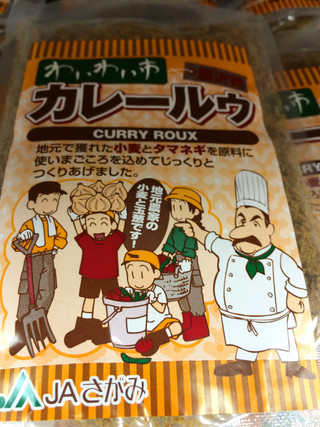 わいわい市
カレールウ
CURRY ROUX
地元で獲れた小麦とタマネギを原料に
使いまごころを込めてじっくりと
つくりあげました。
地元農家の
小麦と玉葱です!
JAさがみ